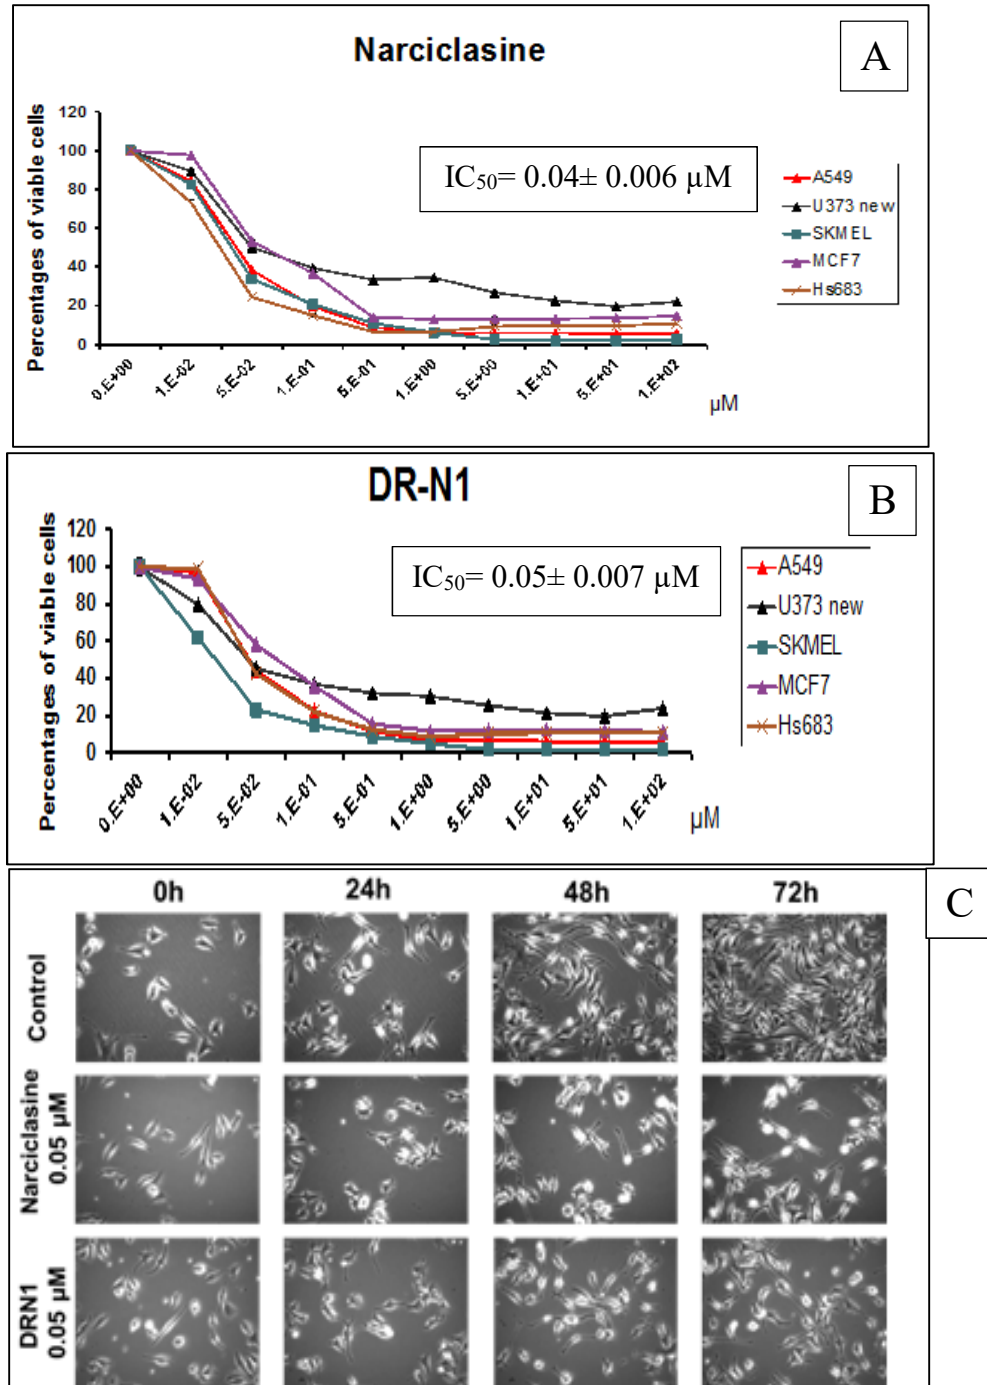 Narciclasine
A
Percentages of viable cells
120
100
80
60
40
20
0
IC₅₀= 0.04± 0.006 µM
A549
U373 new
SKMEL
MCF7
Hs683
0.E+00 1.E-02 5.E-02 1.E-01 5.E-01 1.E+00 5.E+00 1.E+01 5.E+01 1.E+02
µM
DR-N1
B
Percentages of viable cells
120
100
80
60
40
20
0
IC₅₀= 0.05± 0.007 µM
A549
U373 new
SKMEL
MCF7
Hs683
0.E+00 1.E-02 5.E-02 1.E-01 5.E-01 1.E+00 5.E+00 1.E+01 5.E+01 1.E+02
µM
C
0h 24h 48h 72h
Control
Narciclasine
0.05 µM
DRN1
0.05 µM